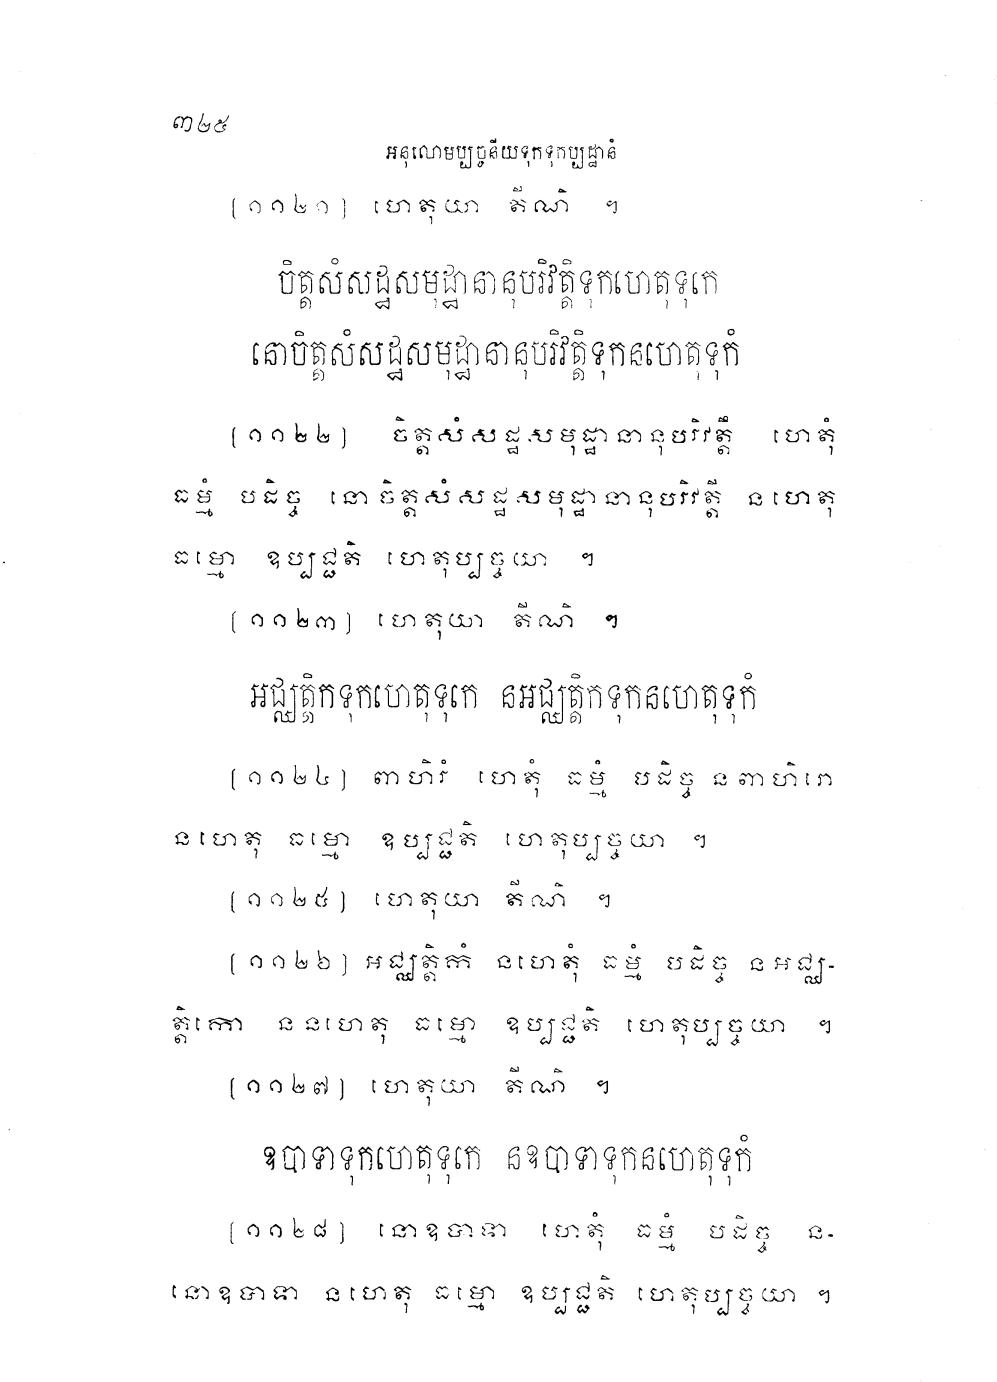 ៣២៥
អនុលោមប្បច្ចនីយទុកទុកប្បដ្ឋានំ
[១១២១] ហេតុយា តីណិ ។
ចិត្តសំសដ្ឋសមុដ្ឋានានុបរិវត្តិទុកហេតុទុកេ
នោចិត្តសំសដ្ឋសមុដ្ឋានានុបរិវត្តិទុកនហេតុទុកំ
[១១២២] ចិត្តសំសដ្ឋសមុដ្ឋានានុបរិវត្តឹ ហេតុំ
ធម្មំ បដិច្ច នោចិត្តសំសដ្ឋសមុដ្ឋានានុបរិវត្តី នហេតុ
ធម្មោ ឧប្បជ្ជតិ ហេតុប្បច្ចយា ។
[១១២៣] ហេតុយា តីណិ ។
អជ្ឈត្តិកទុកហេតុទុកេ នអជ្ឈត្តិកទុកនហេតុទុកំ
[១១២៤] ពាហិរំ ហេតុំ ធម្មំ បដិច្ច នពាហិរោ
នហេតុ ធម្មោ ឧប្បជ្ជតិ ហេតុប្បច្ចយា ។
[១១២៥] ហេតុយា តីណិ ។
[១១២៦] អជ្ឈត្តិកំ នហេតុំ ធម្មំ បដិច្ច នអជ្ឈ-
ត្តិកោ ននហេតុ ធម្មោ ឧប្បជ្ជតិ ហេតុប្បច្ចយា ។
[១១២៧] ហេតុយា តីណិ ។
ឧបាទាទុកហេតុទុកេ នឧបាទាទុកនហេតុទុកំ
[១១២៨] នោឧបាទា ហេតុំ ធម្មំ បដិច្ច ន-
នោឧបាទា នហេតុ ធម្មោ ឧប្បជ្ជតិ ហេតុប្បច្ចយា ។